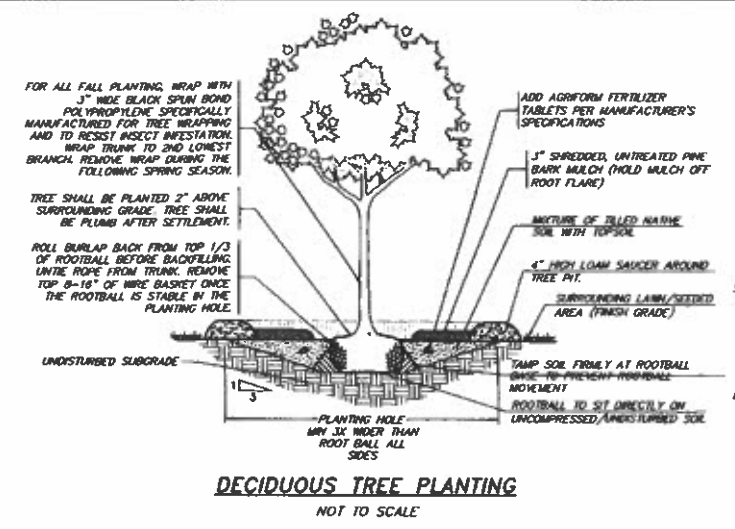 FOR ALL FALL PLANTING, WRAP WITH
3" WIDE BLACK SPUN BOND
POLYPROPYLENE SPECIFICALLY
MANUFACTURED FOR TREE WRAPPING
AND TO RESIST INSECT INFESTATION.
WRAP TRUNK TO 2ND LOWEST
BRANCH. REMOVE WRAP DURING THE
FOLLOWING SPRING SEASON.
TREE SHALL BE PLANTED 2" ABOVE
SURROUNDING GRADE. TREE SHALL
BE PLUMB AFTER SETTLEMENT.
ROLL BURLAP BACK FROM TOP 1/3
OF ROOTBALL BEFORE BACKFILLING.
UNTIE ROPE FROM TRUNK. REMOVE
TOP 8-16" OF WIRE BASKET ONCE
THE ROOTBALL IS STABLE IN THE
PLANTING HOLE.
UNDISTURBED SUBGRADE
1
3
ADD AGRIFORM FERTILIZER
TABLETS PER MANUFACTURER'S
SPECIFICATIONS
3" SHREDDED, UNTREATED PINE
BARK MULCH (HOLD MULCH OFF
ROOT FLARE)
MIXTURE OF TILLED NATIVE
SOIL WITH TOPSOIL
4" HIGH LOAM SAUCER AROUND
TREE PIT.
SURROUNDING LAWN/SEEDED
AREA (FINISH GRADE)
TAMP SOIL FIRMLY AT ROOTBALL
BASE TO PREVENT ROOTBALL
MOVEMENT
ROOTBALL TO SIT DIRECTLY ON
UNCOMPRESSED/UNDISTURBED SOIL
PLANTING HOLE
MIN 3X WIDER THAN
ROOT BALL ALL
SIDES
DECIDUOUS TREE PLANTING
NOT TO SCALE